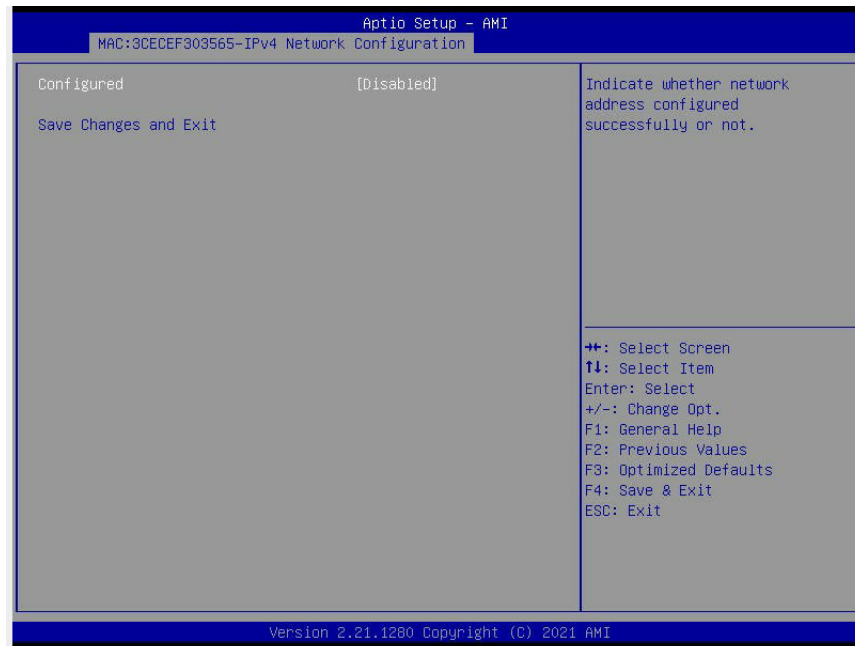 Aptio Setup – AMI
MAC:3CECEF303565-IPv4 Network Configuration
Configured [Disabled]
Save Changes and Exit
Indicate whether network
address configured
successfully or not.
→←: Select Screen
↑↓: Select Item
Enter: Select
+/-: Change Opt.
F1: General Help
F2: Previous Values
F3: Optimized Defaults
F4: Save & Exit
ESC: Exit
Version 2.21.1280 Copyright (C) 2021 AMI